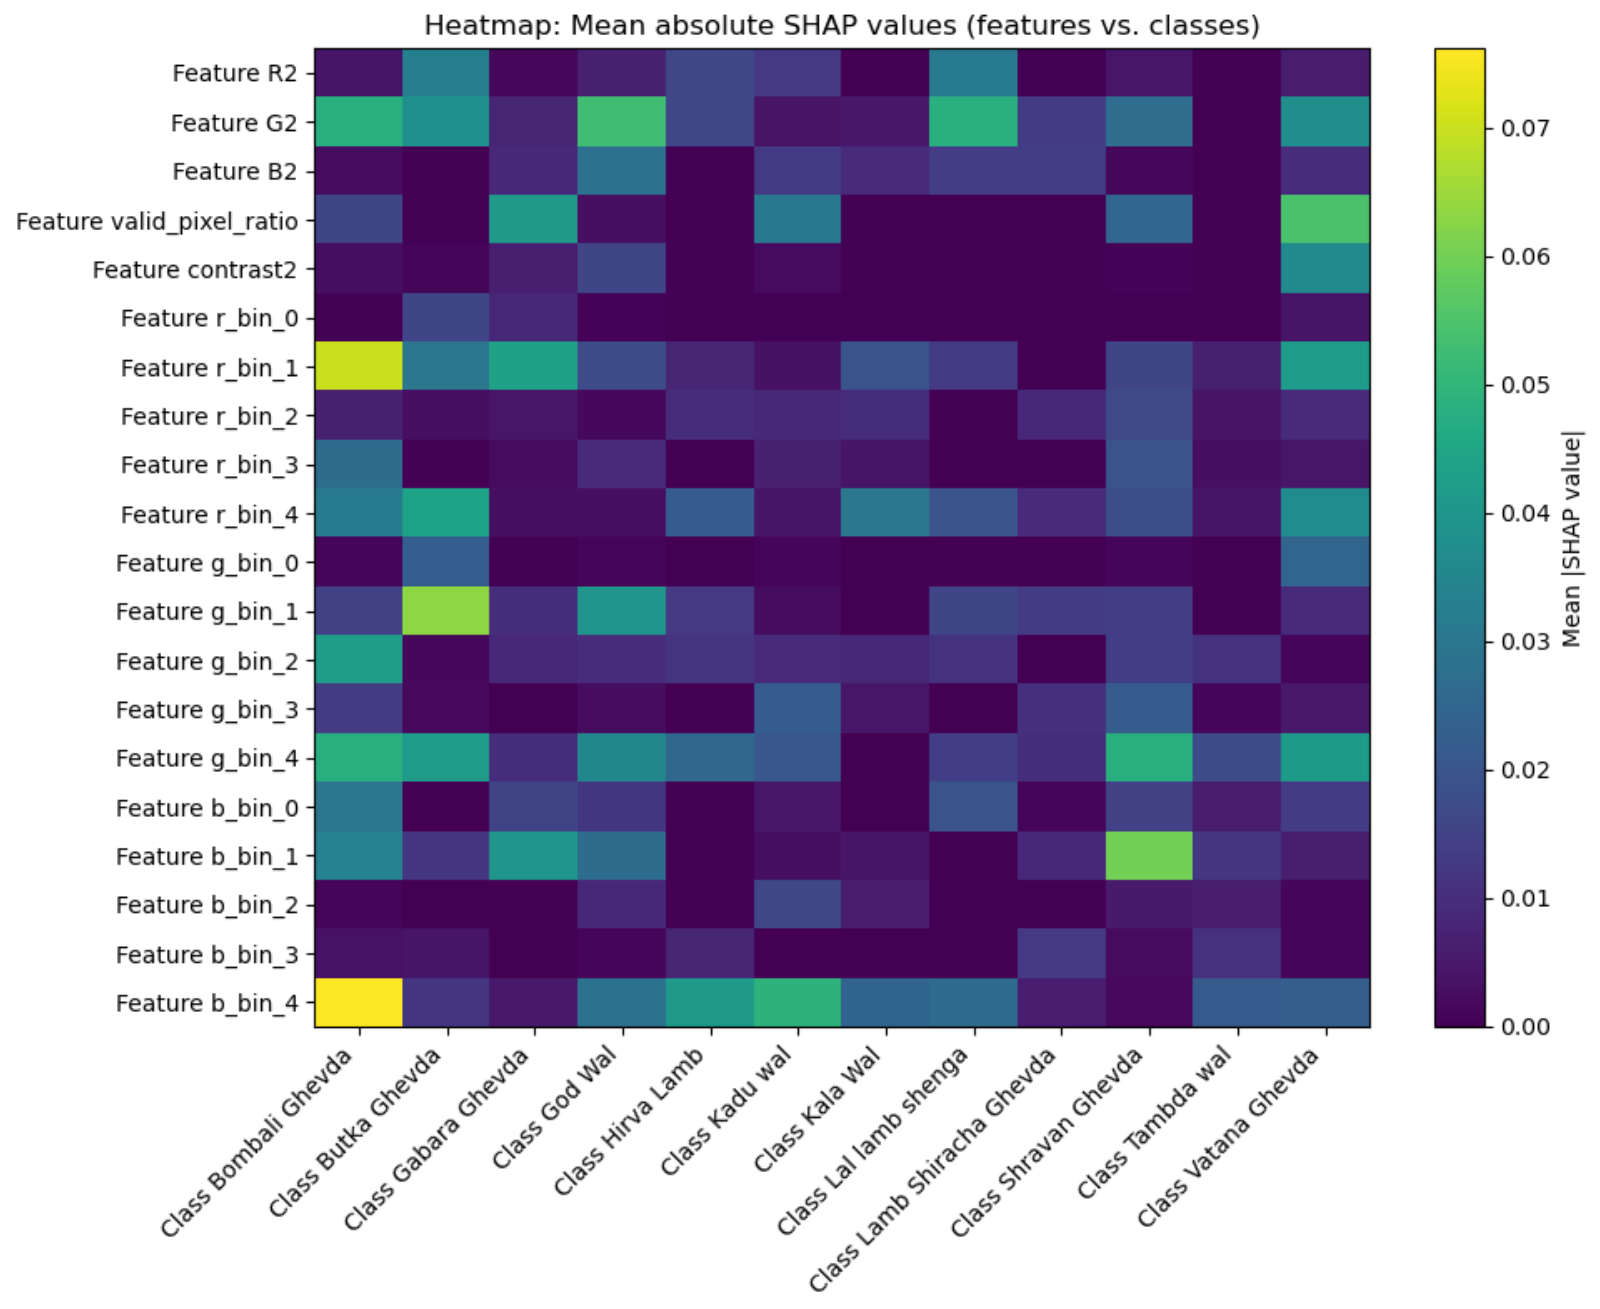 Heatmap: Mean absolute SHAP values (features vs. classes)
Feature R2
Feature G2
Feature B2
Feature valid_pixel_ratio
Feature contrast2
Feature r_bin_0
Feature r_bin_1
Feature r_bin_2
Feature r_bin_3
Feature r_bin_4
Feature g_bin_0
Feature g_bin_1
Feature g_bin_2
Feature g_bin_3
Feature g_bin_4
Feature b_bin_0
Feature b_bin_1
Feature b_bin_2
Feature b_bin_3
Feature b_bin_4
Class Bombali Ghevda
Class Butka Ghevda
Class Gabara Ghevda
Class God Wal
Class Hirva Lamb
Class Kadu wal
Class Kala Wal
Class Lal lamb shenga
Class Lamb Shiracha Ghevda
Class Shravan Ghevda
Class Tambda wal
Class Vatana Ghevda
0.07
0.06
0.05
0.04
0.03
0.02
0.01
0.00
Mean |SHAP value|